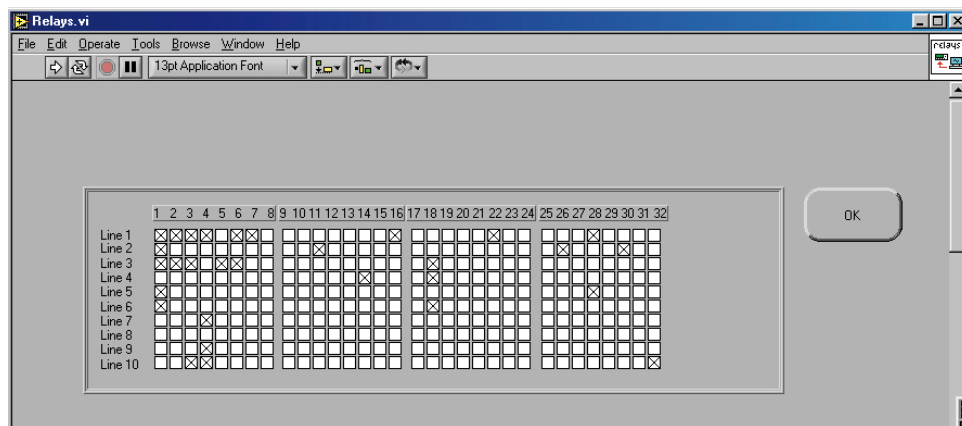 Relays.vi
File Edit Operate Tools Browse Window Help
relays
13pt Application Font
1 2 3 4 5 6 7 8 9 10 11 12 13 14 15 16 17 18 19 20 21 22 23 24 25 26 27 28 29 30 31 32
OK
Line 1
Line 2
Line 3
Line 4
Line 5
Line 6
Line 7
Line 8
Line 9
Line 10